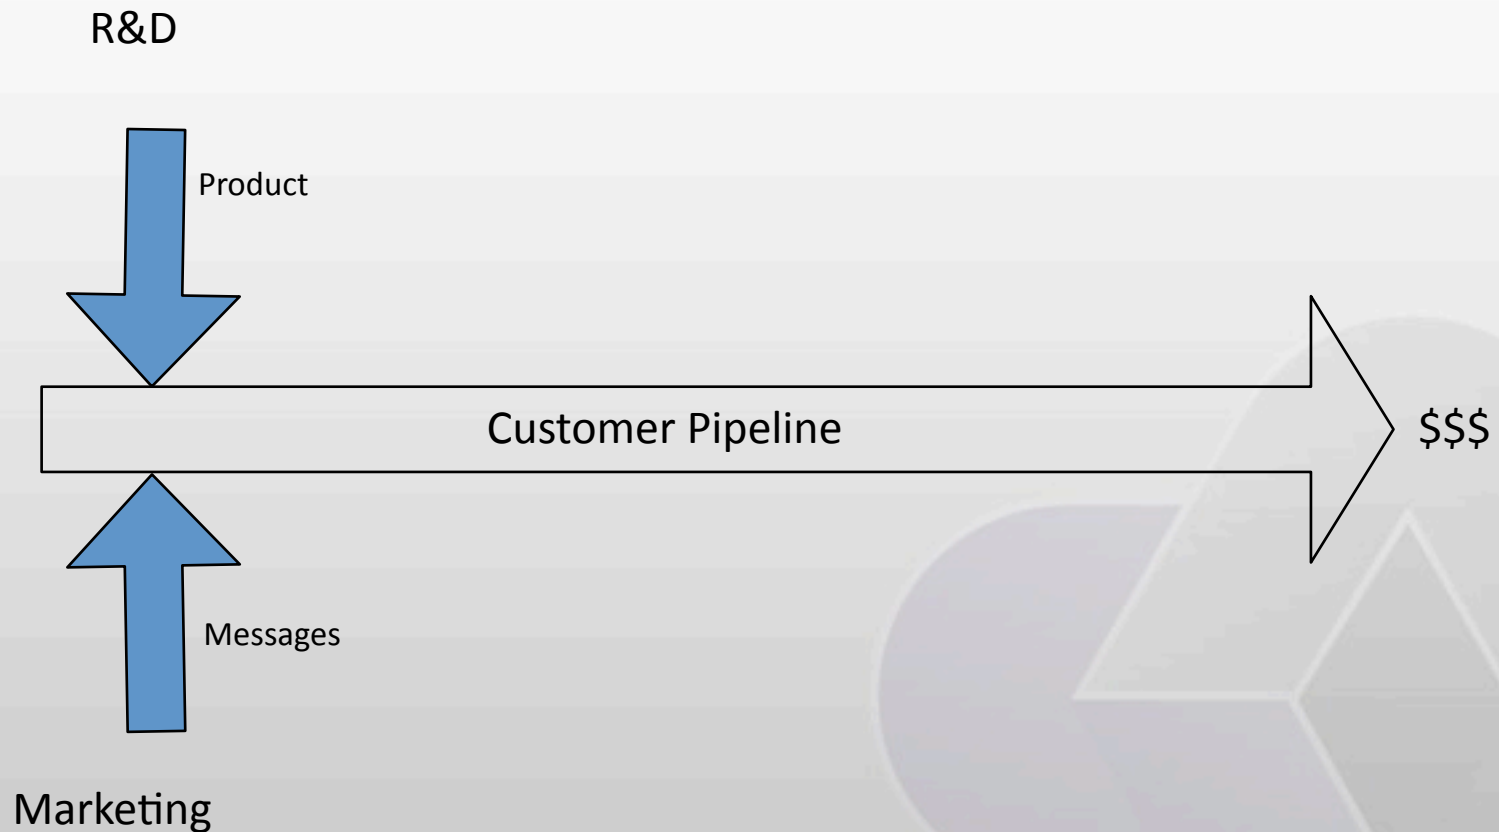 R&D
Product
Customer Pipeline
$$$
Messages
Marketing